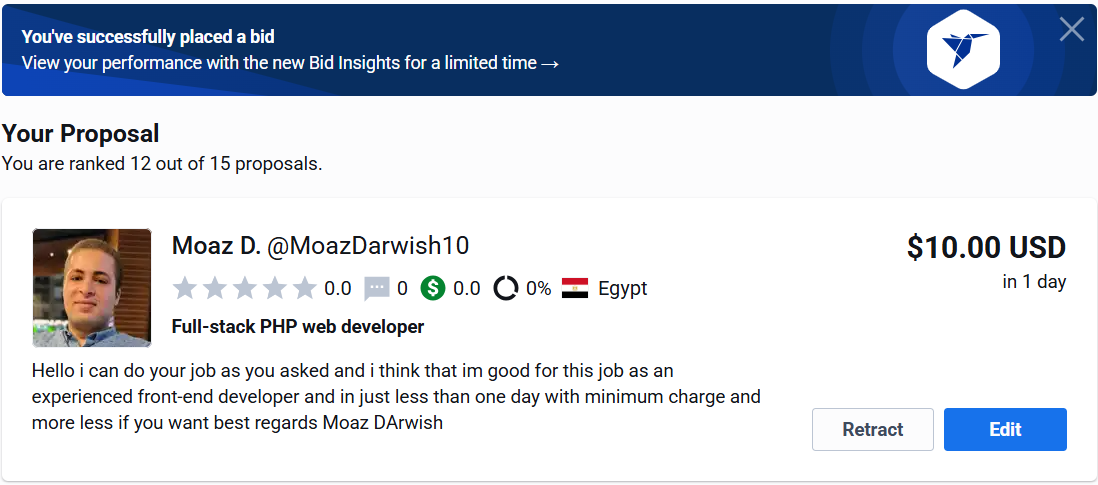 You've successfully placed a bid
View your performance with the new Bid Insights for a limited time →
Your Proposal
You are ranked 12 out of 15 proposals.
Moaz D. @MoazDarwish10
0.0 0 $ 0.0 0% Egypt
Full-stack PHP web developer
$10.00 USD
in 1 day
Hello i can do your job as you asked and i think that im good for this job as an
experienced front-end developer and in just less than one day with minimum charge and
more less if you want best regards Moaz DArwish
Retract Edit